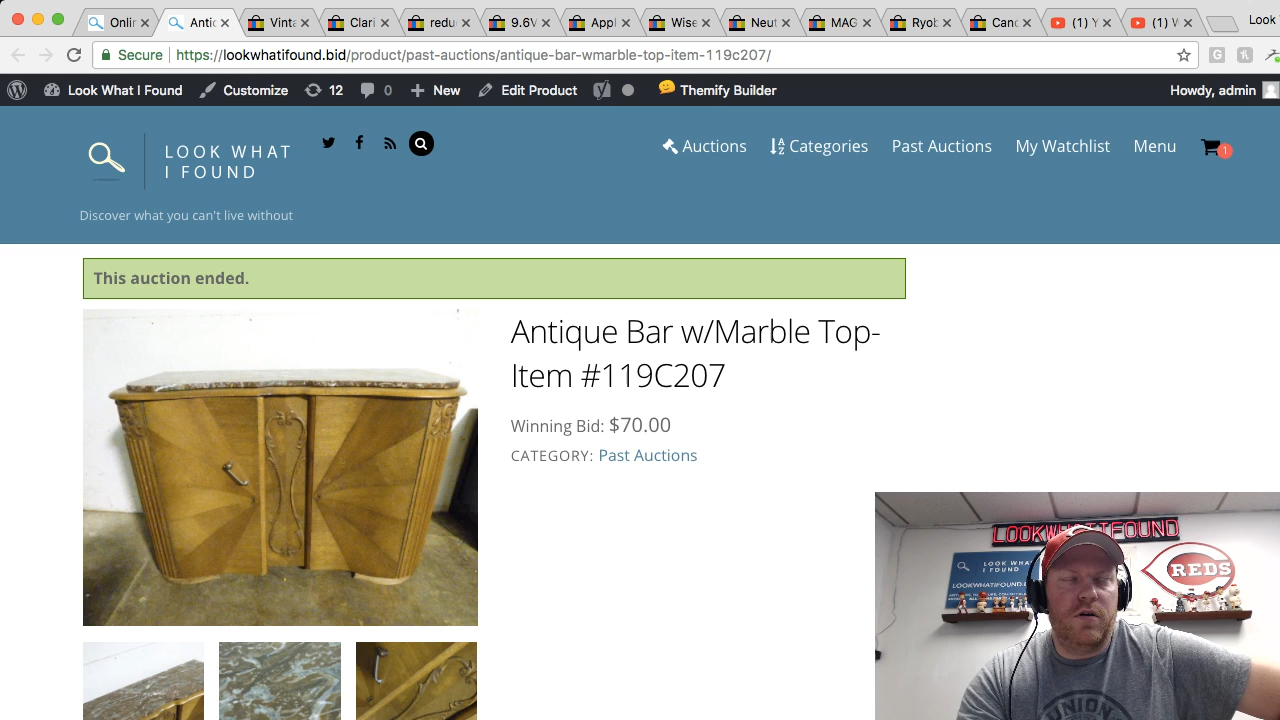 Onlin
Antic
Vinta
Clari
redu
9.6V
Appl
Wise
Neut
MAG
Ryob
Canc
(1) Y
(1) W
Look
Secure
https://lookwhatifound.bid/product/past-auctions/antique-bar-wmarble-top-item-119c207/
Look What I Found
Customize
12
0
New
Edit Product
Themify Builder
Howdy, admin
LOOK WHAT
I FOUND
Auctions
Categories
Past Auctions
My Watchlist
Menu
1
Discover what you can't live without
This auction ended.
Antique Bar w/Marble Top-
Item #119C207
Winning Bid: $70.00
CATEGORY: Past Auctions
LOOKWHATIFOUND
LOOK WHA
I FOUND
REDS
UNION